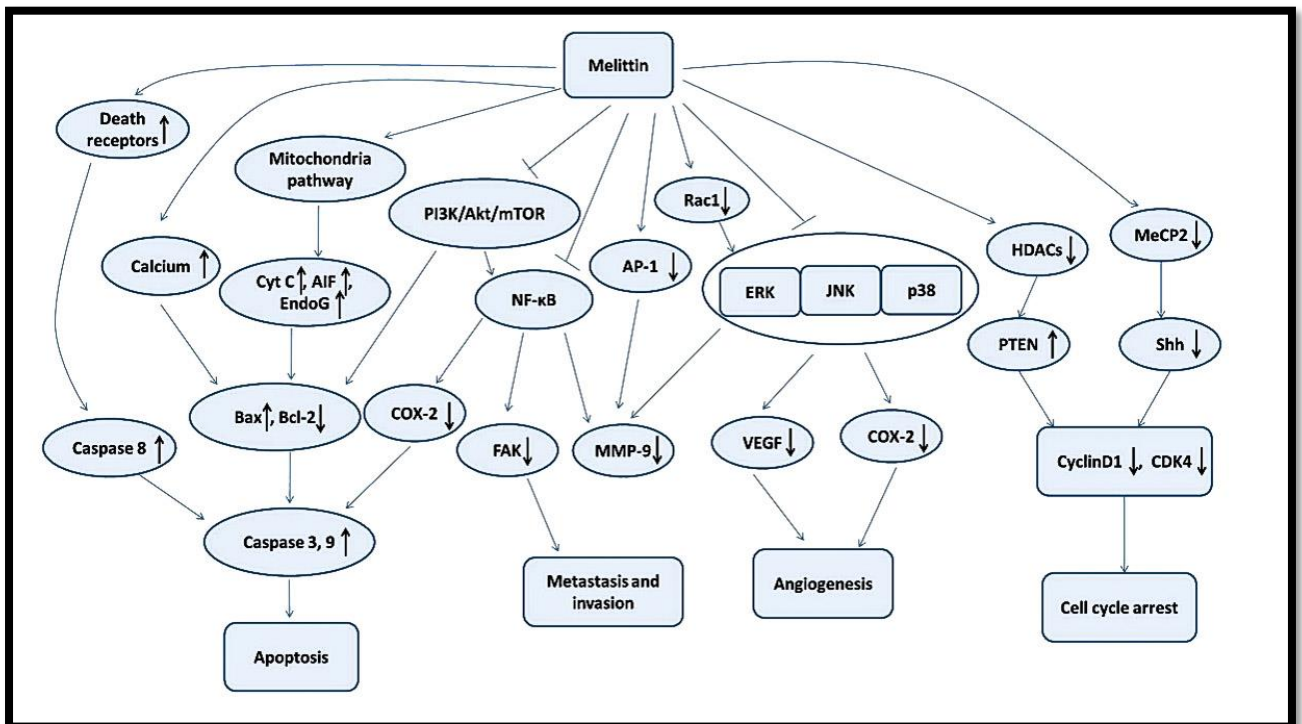 Melittin
Death
receptors↑
Mitochondria
pathway
PI3K/Akt/mTOR
Rac1↓
MeCP2↓
HDACs↓
Calcium ↑
Cyt C↑, AIF↑,
EndoG↑
NF-κB
AP-1 ↓
ERK
JNK
p38
PTEN ↑
Shh ↓
Bax↑, Bcl-2↓
COX-2 ↓
Caspase 8 ↑
FAK↓
MMP-9↓
VEGF↓
COX-2↓
CyclinD1↓, CDK4↓
Caspase 3, 9 ↑
Metastasis and
invasion
Angiogenesis
Cell cycle arrest
Apoptosis